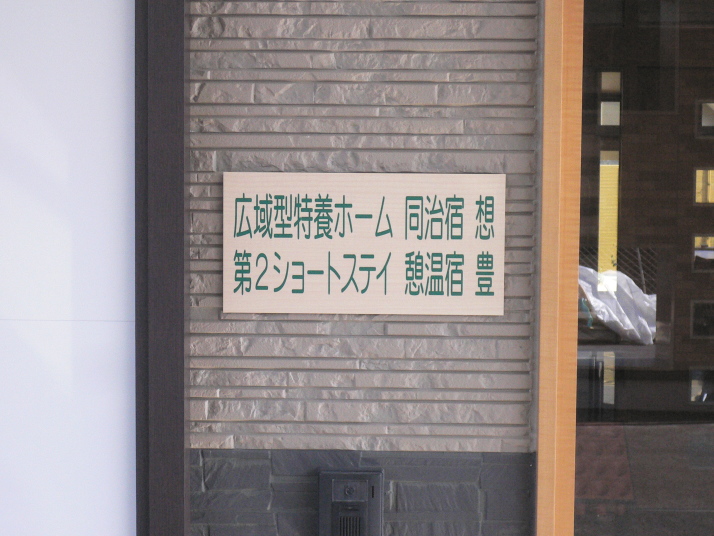 広域型特養ホーム 同治宿 想
第2ショートステイ 憩温宿 豊